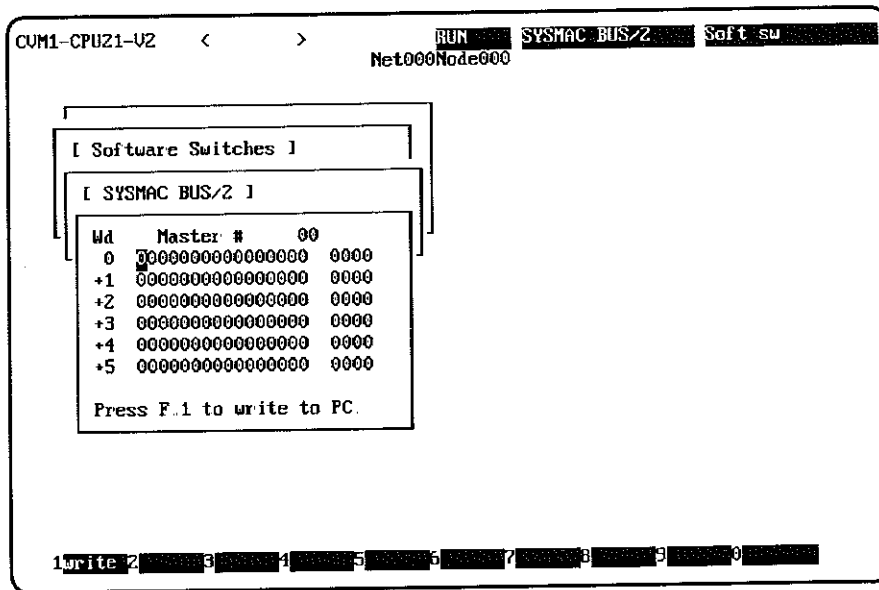 CVM1-CPU21-V2 < > RUN SYSMAC BUS/2 Soft sw
Net000Node000
[ Software Switches ]
[ SYSMAC BUS/2 ]
Wd Master # 00
0 0000000000000000 0000
+1 0000000000000000 0000
+2 0000000000000000 0000
+3 0000000000000000 0000
+4 0000000000000000 0000
+5 0000000000000000 0000
Press F.1 to write to PC.
1write 2 3 4 5 6 7 8 9 0